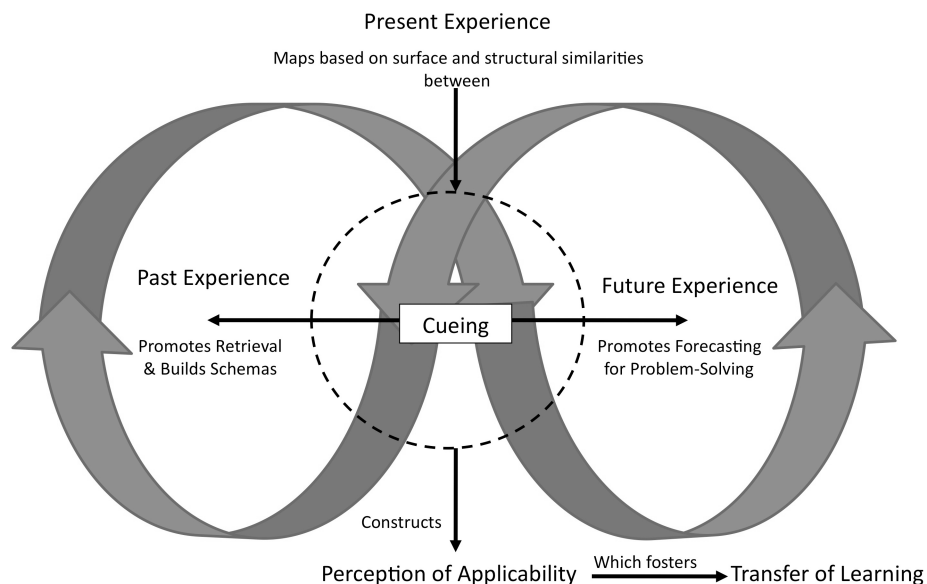 Present Experience
Maps based on surface and structural similarities
between
Past Experience
Future Experience
Cueing
Promotes Retrieval
& Builds Schemas
Promotes Forecasting
for Problem-Solving
Constructs
Perception of Applicability
Which fosters
Transfer of Learning